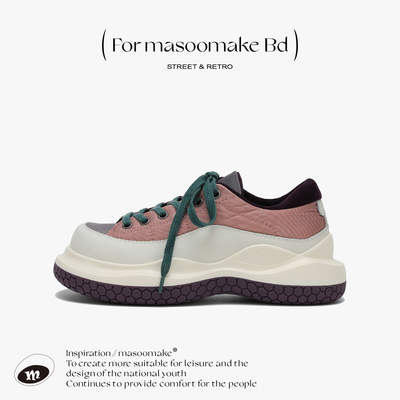 ( For masoomake Bd )
STREET & RETRO
Inspiration // masoomake®
To create more suitable for leisure and the
design of the national youth
Continues to provide comfort for the people
m